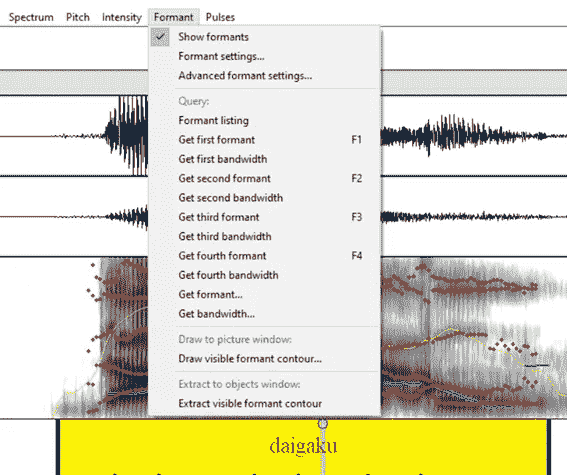 Spectrum Pitch Intensity Formant Pulses
Show formants
Formant settings...
Advanced formant settings...
Query:
Formant listing
Get first formant F1
Get first bandwidth
Get second formant F2
Get second bandwidth
Get third formant F3
Get third bandwidth
Get fourth formant F4
Get fourth bandwidth
Get formant...
Get bandwidth...
Draw to picture window:
Draw visible formant contour...
Extract to objects window:
Extract visible formant contour
daigaku